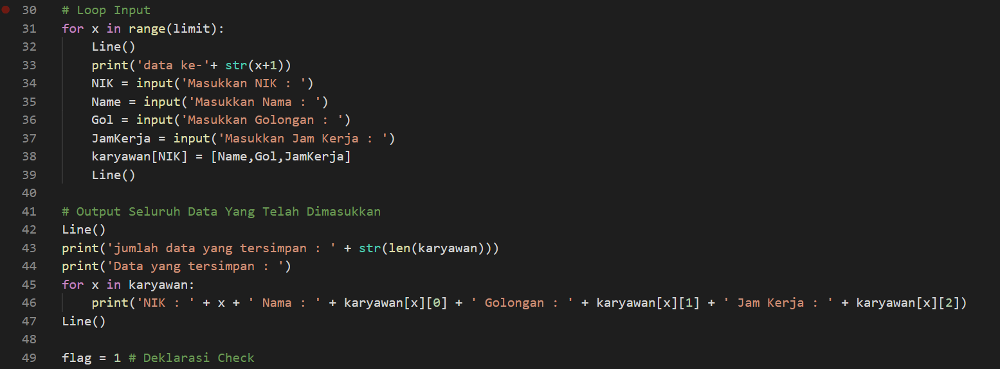 30 # Loop Input
31 for x in range(limit):
32 Line()
33 print('data ke-'+ str(x+1))
34 NIK = input('Masukkan NIK : ')
35 Name = input('Masukkan Nama : ')
36 Gol = input('Masukkan Golongan : ')
37 JamKerja = input('Masukkan Jam Kerja : ')
38 karyawan[NIK] = [Name,Gol,JamKerja]
39 Line()
40
41 # Output Seluruh Data Yang Telah Dimasukkan
42 Line()
43 print('jumlah data yang tersimpan : ' + str(len(karyawan)))
44 print('Data yang tersimpan : ')
45 for x in karyawan:
46 print('NIK : ' + x + ' Nama : ' + karyawan[x][0] + ' Golongan : ' + karyawan[x][1] + ' Jam Kerja : ' + karyawan[x][2])
47 Line()
48
49 flag = 1 # Deklarasi Check